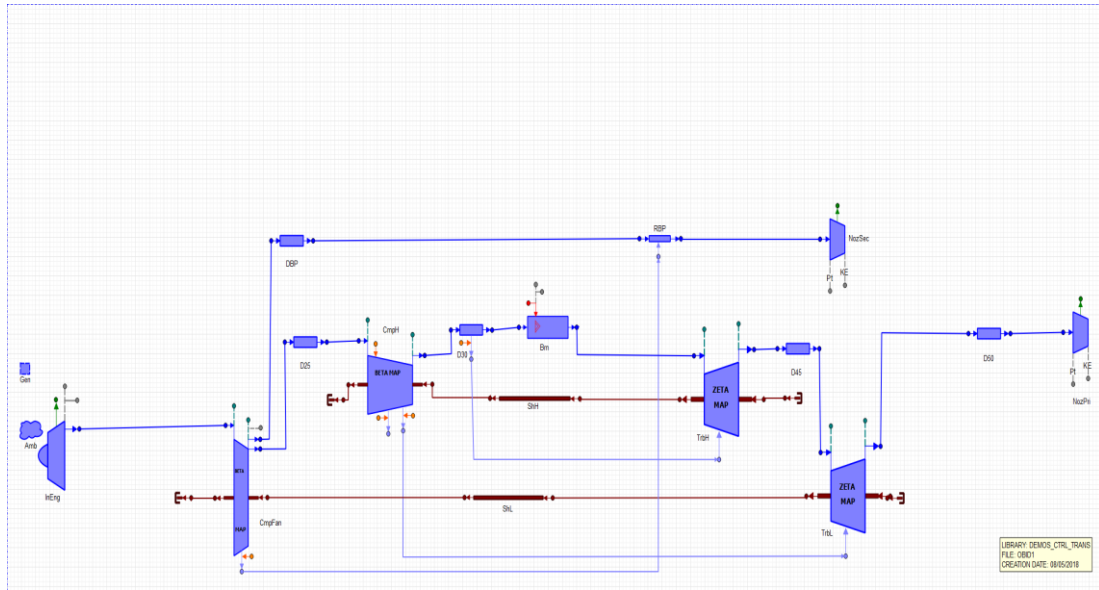 RBP
NozSec
DBP
Pt
KE
CmpH
D25
D30
Brn
D50
BETA MAP
D45
Gen
Pt
KE
NozPri
ShH
ZETA
MAP
Amb
TrbH
InEng
BETA
ZETA
MAP
ShL
CmpFan
MAP
TrbL
LIBRARY: DEMOS_CTRL_TRANS
FILE: OBID1
CREATION DATE: 08/05/2018